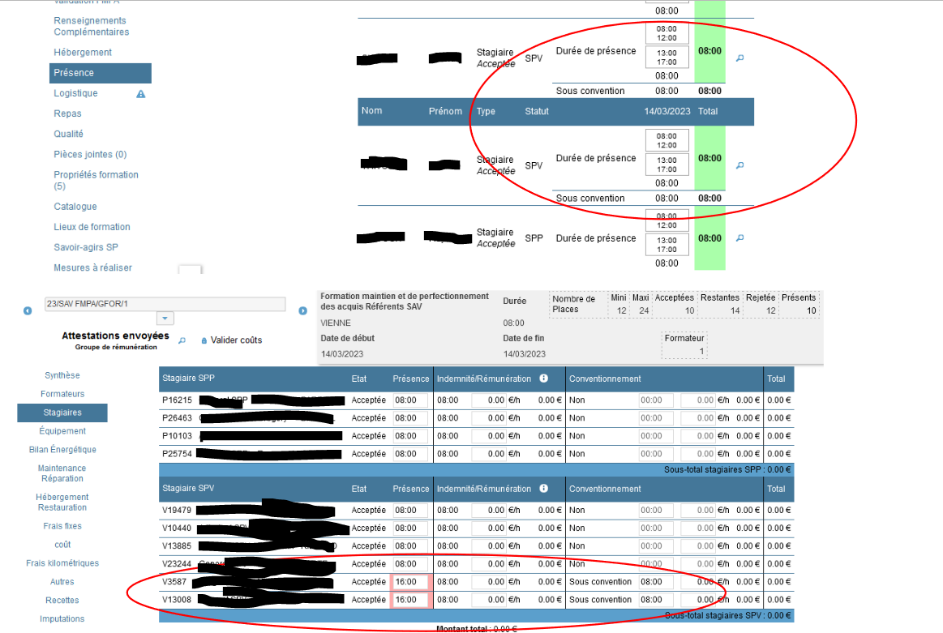 Validation FMPA
Renseignements
Complémentaires
Hébergement
Présence
Logistique
Repas
Qualité
Pièces jointes (0)
Propriétés formation
(5)
Catalogue
Lieux de formation
Savoir-agirs SP
Mesures à réaliser
08:00
08:00
12:00
Stagiaire
Acceptée
SPV
Durée de présence
13:00
17:00
08:00
08:00
Sous convention 08:00 08:00
Nom Prénom Type Statut 14/03/2023 Total
08:00
12:00
Stagiaire
Acceptée
SPV
Durée de présence
13:00
17:00
08:00
08:00
Sous convention 08:00 08:00
08:00
12:00
Stagiaire
Acceptée
SPP
Durée de présence
13:00
17:00
08:00
08:00
23/SAV FMPA/GFOR/1
Attestations envoyées
Groupe de rémunération
Valider coûts
Formation maintien et de perfectionnement
des acquis Référents SAV
VIENNE
Date de début
14/03/2023
Durée
08:00
Date de fin
14/03/2023
Nombre de
Places
Mini Maxi Acceptées Restantes Rejetée Présents
12 24 10 14 12 10
Formateur
1
Synthèse
Formateurs
Stagiaires
Équipement
Bilan Énergétique
Maintenance
Réparation
Hébergement
Restauration
Frais fixes
coût
Frais kilométriques
Autres
Recettes
Imputations
Stagiaire SPP Etat Présence Indemnité/Rémunération Conventionnement Total
P16215 Acceptée 08:00 08:00 0.00 €/h 0.00 € Non 00:00 0.00 €/h 0.00 € 0.00 €
P26463 Acceptée 08:00 08:00 0.00 €/h 0.00 € Non 00:00 0.00 €/h 0.00 € 0.00 €
P10103 Acceptée 08:00 08:00 0.00 €/h 0.00 € Non 00:00 0.00 €/h 0.00 € 0.00 €
P25754 Acceptée 08:00 08:00 0.00 €/h 0.00 € Non 00:00 0.00 €/h 0.00 € 0.00 €
Sous-total stagiaires SPP : 0.00 €
Stagiaire SPV Etat Présence Indemnité/Rémunération Conventionnement Total
V19479 Acceptée 08:00 08:00 0.00 €/h 0.00 € Non 00:00 0.00 €/h 0.00 € 0.00 €
V10440 Acceptée 08:00 08:00 0.00 €/h 0.00 € Non 00:00 0.00 €/h 0.00 € 0.00 €
V13885 Acceptée 08:00 08:00 0.00 €/h 0.00 € Non 00:00 0.00 €/h 0.00 € 0.00 €
V23244 Acceptée 08:00 08:00 0.00 €/h 0.00 € Non 00:00 0.00 €/h 0.00 € 0.00 €
V3587 Acceptée 16:00 08:00 0.00 €/h 0.00 € Sous convention 08:00 0.00 €/h 0.00 € 0.00 €
V13008 Acceptée 16:00 08:00 0.00 €/h 0.00 € Sous convention 08:00 0.00 €/h 0.00 € 0.00 €
Sous-total stagiaires SPV : 0.00 €
Montant total : 0.00 €